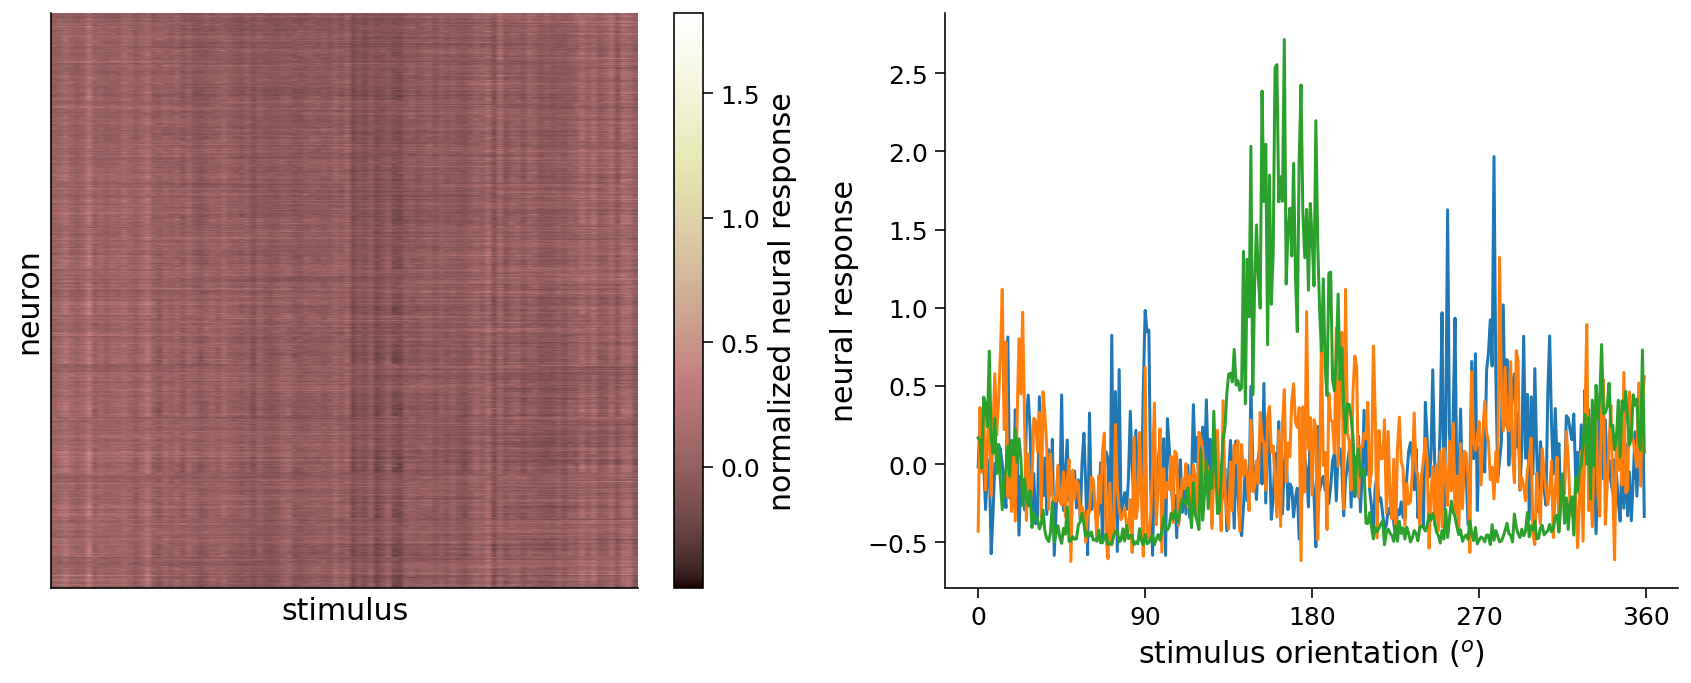 neuron
stimulus
1.5
1.0
0.5
0.0
normalized neural response
neural response
2.5
2.0
1.5
1.0
0.5
0.0
−0.5
0 90 180 270 360
stimulus orientation (o)